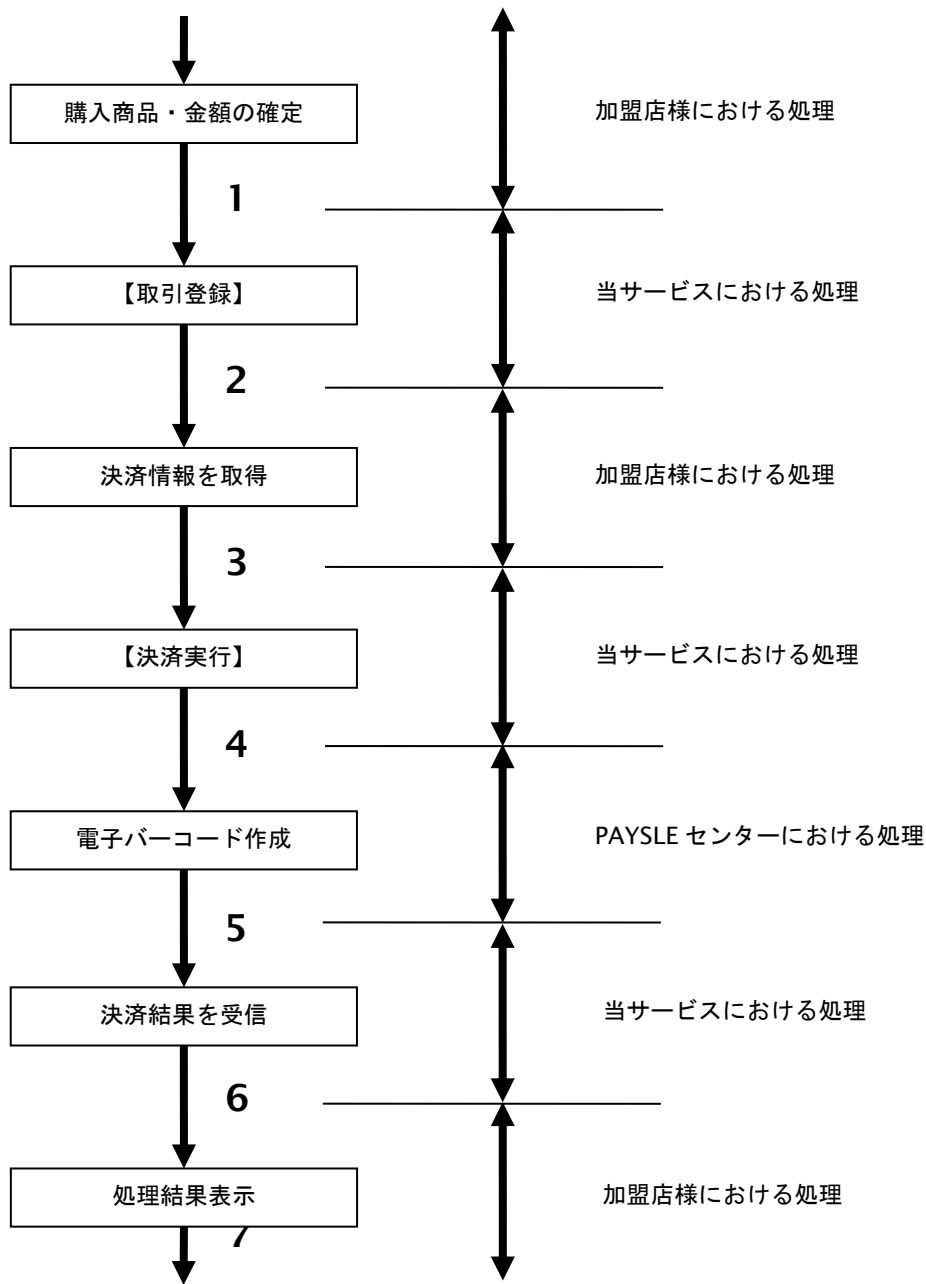 購入商品・金額の確定
加盟店様における処理
1
【取引登録】
当サービスにおける処理
2
決済情報を取得
加盟店様における処理
3
【決済実行】
当サービスにおける処理
4
電子バーコード作成
PAYSLE センターにおける処理
5
決済結果を受信
当サービスにおける処理
6
処理結果表示
加盟店様における処理
7